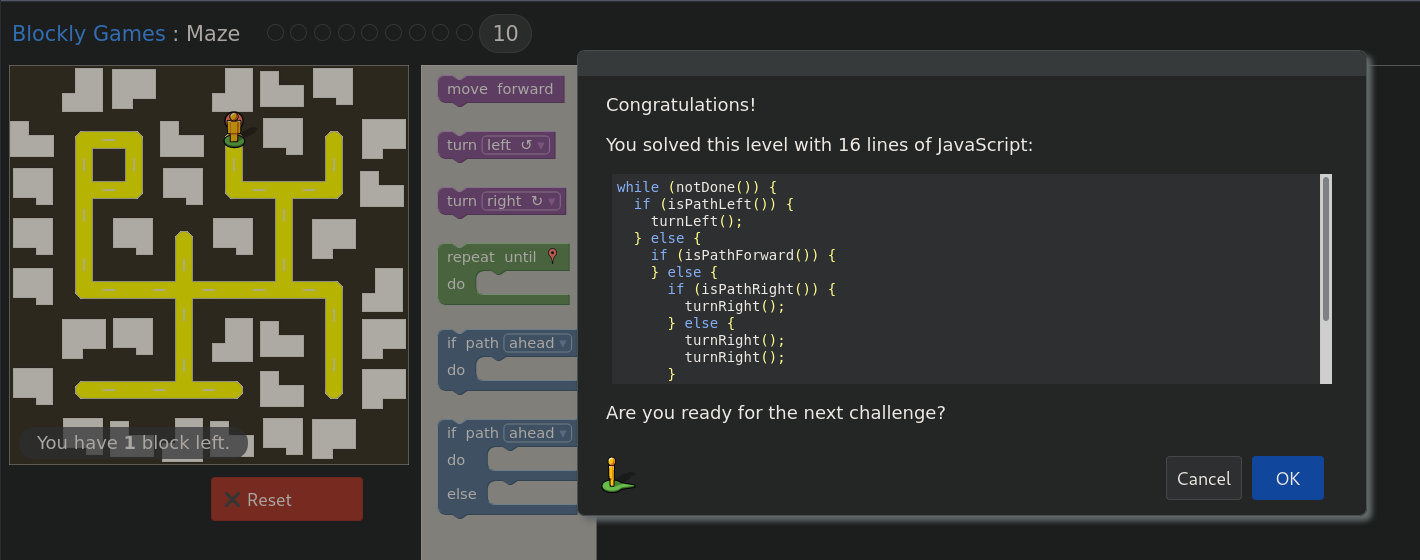 Blockly Games : Maze 10
You have 1 block left.
Reset
move forward
turn left ↺ ▾
turn right ↻ ▾
repeat until
do
if path ahead ▾
do
if path ahead ▾
do
else
Congratulations!
You solved this level with 16 lines of JavaScript:
while (notDone()) {
  if (isPathLeft()) {
    turnLeft();
  } else {
    if (isPathForward()) {
    } else {
      if (isPathRight()) {
        turnRight();
      } else {
        turnRight();
        turnRight();
      }
Are you ready for the next challenge?
Cancel
OK